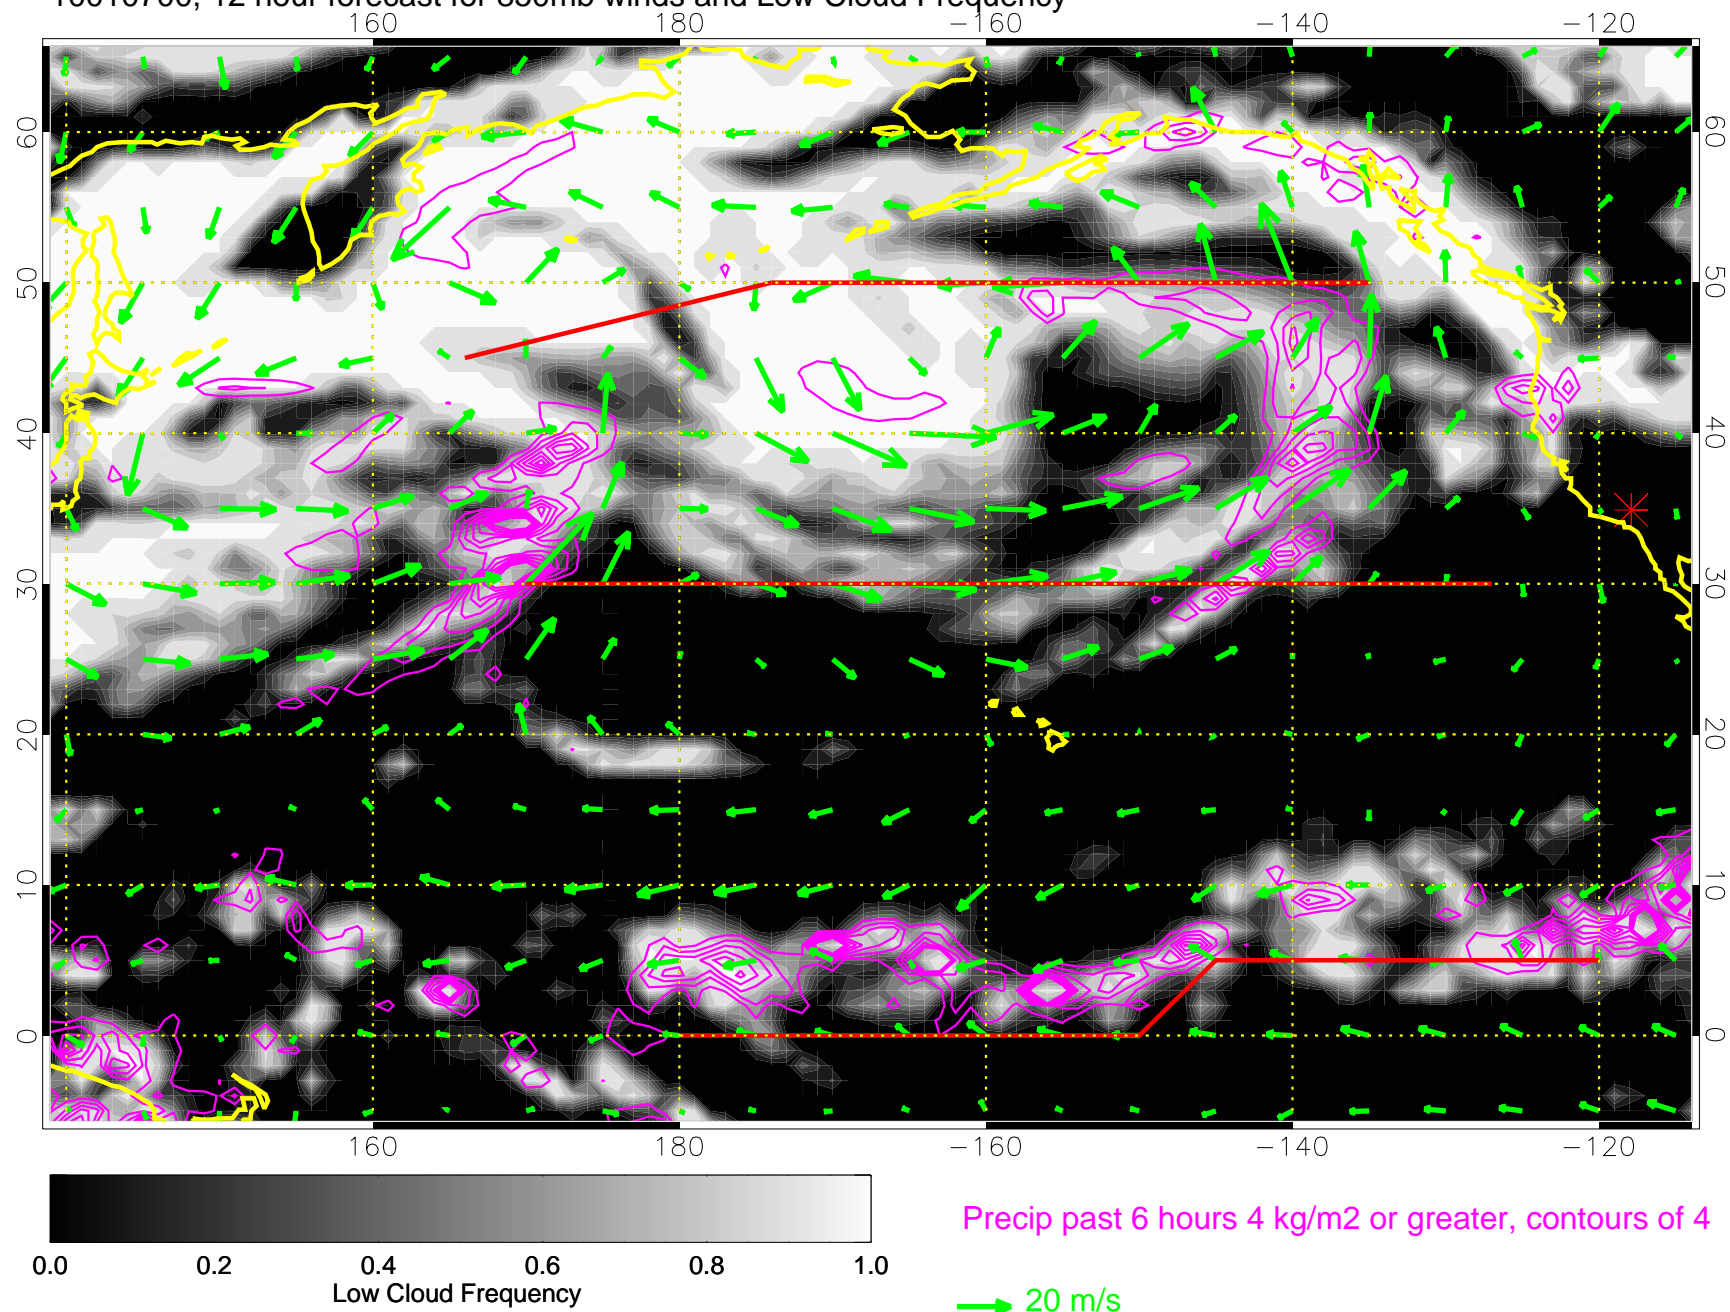 12 hour forecast for 850mb winds and Low Cloud Frequency
160 180 −160 −140 −120
60 60
50 50
40 40
30 30
20 20
10 10
0 0
160 180 −160 −140 −120
0.0 0.2 0.4 0.6 0.8 1.0
Low Cloud Frequency
Precip past 6 hours 4 kg/m2 or greater, contours of 4
20 m/s